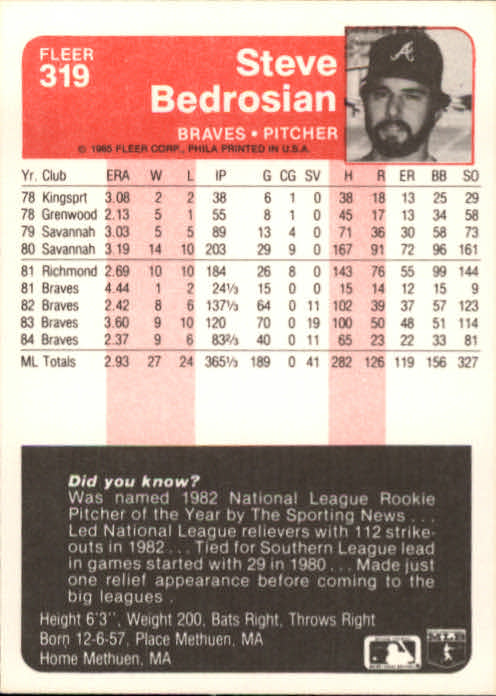 FLEER
319
Steve
Bedrosian
BRAVES • PITCHER
© 1985 FLEER CORP., PHILA PRINTED IN U.S.A.
Yr. Club ERA W L IP G CG SV H R ER BB SO
78 Kingsprt 3.08 2 2 38 6 1 0 38 18 13 25 29
78 Grenwood 2.13 5 1 55 8 1 0 45 17 13 34 58
79 Savannah 3.03 5 5 89 13 4 0 71 36 30 58 73
80 Savannah 3.19 14 10 203 29 9 0 167 91 72 96 161
81 Richmond 2.69 10 10 184 26 8 0 143 76 55 99 144
81 Braves 4.44 1 2 24⅓ 15 0 0 15 14 12 15 9
82 Braves 2.42 8 6 137⅓ 64 0 11 102 39 37 57 123
83 Braves 3.60 9 10 120 70 0 19 100 50 48 51 114
84 Braves 2.37 9 6 83⅔ 40 0 11 65 23 22 33 81
ML Totals 2.93 27 24 365⅓ 189 0 41 282 126 119 156 327
Did you know?
Was named 1982 National League Rookie
Pitcher of the Year by The Sporting News . . .
Led National League relievers with 112 strike-
outs in 1982 . . . Tied for Southern League lead
in games started with 29 in 1980 . . . Made just
one relief appearance before coming to the
big leagues .
Height 6'3'', Weight 200, Bats Right, Throws Right
Born 12-6-57, Place Methuen, MA
Home Methuen, MA